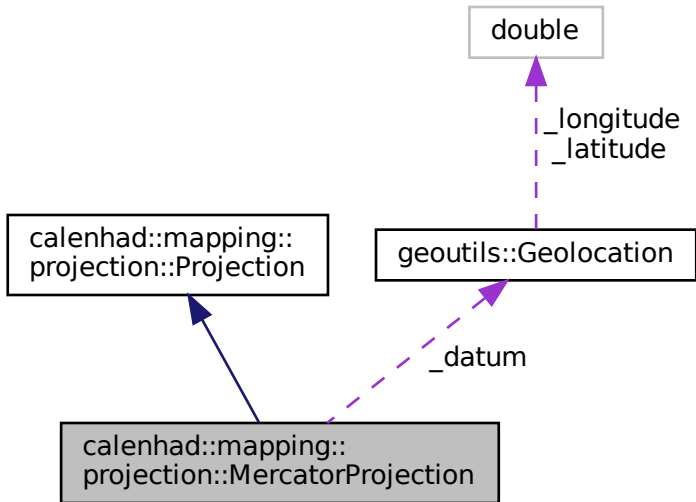 double
_longitude
_latitude
calenhad::mapping::
projection::Projection
geoutils::Geolocation
_datum
calenhad::mapping::
projection::MercatorProjection